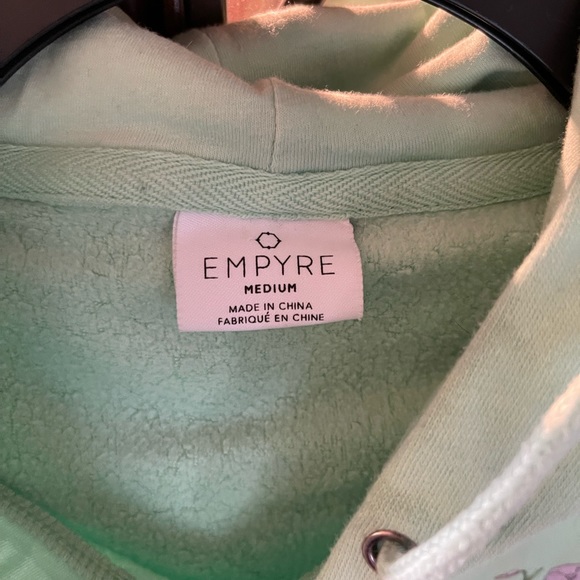 EMPYRE
MEDIUM
MADE IN CHINA
FABRIQUÉ EN CHINE